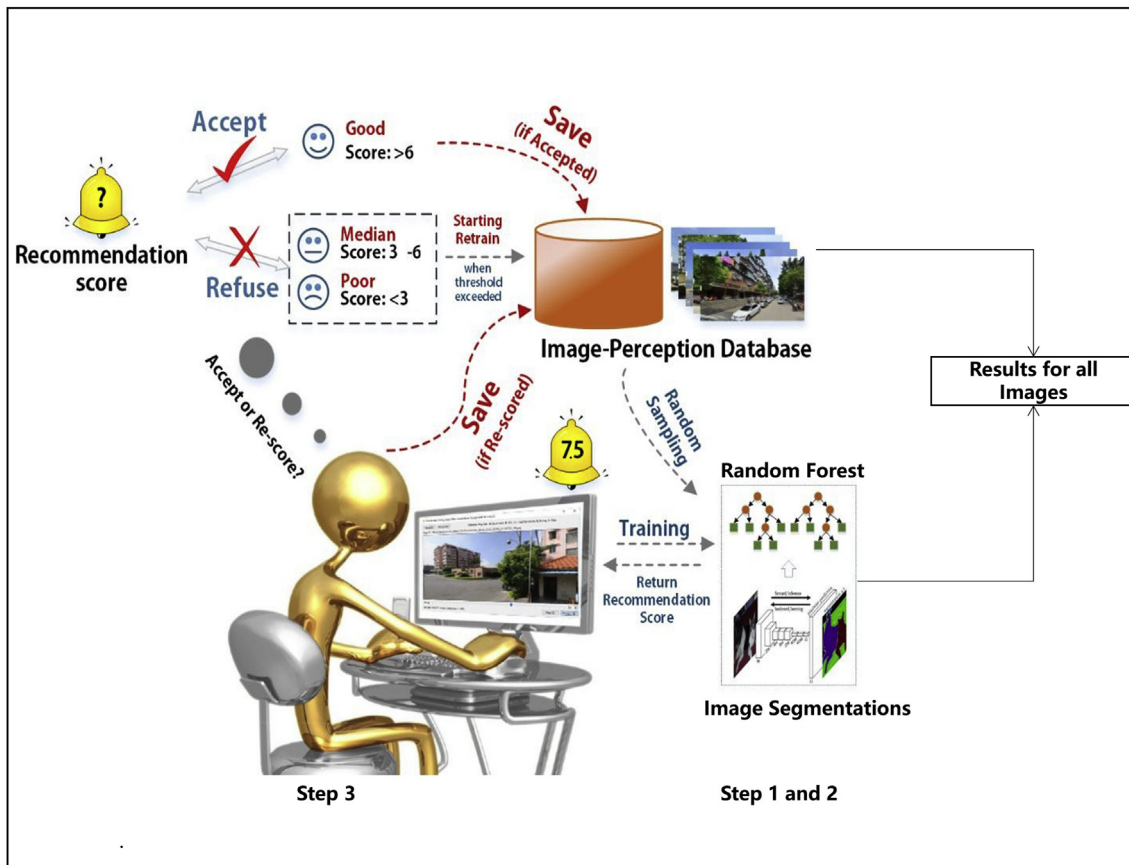 Accept
Good
Score: >6
Save
(if Accepted)
?
Recommendation
score
Refuse
Median
Score: 3 -6
Poor
Score: <3
Starting
Retrain
when
threshold
exceeded
Image-Perception Database
Results for all
Images
Accept or Re-score?
Save
(if Re-scored)
7.5
Random
Sampling
Random Forest
Training
Return
Recommendation
Score
Image Segmentations
Step 3
Step 1 and 2
.